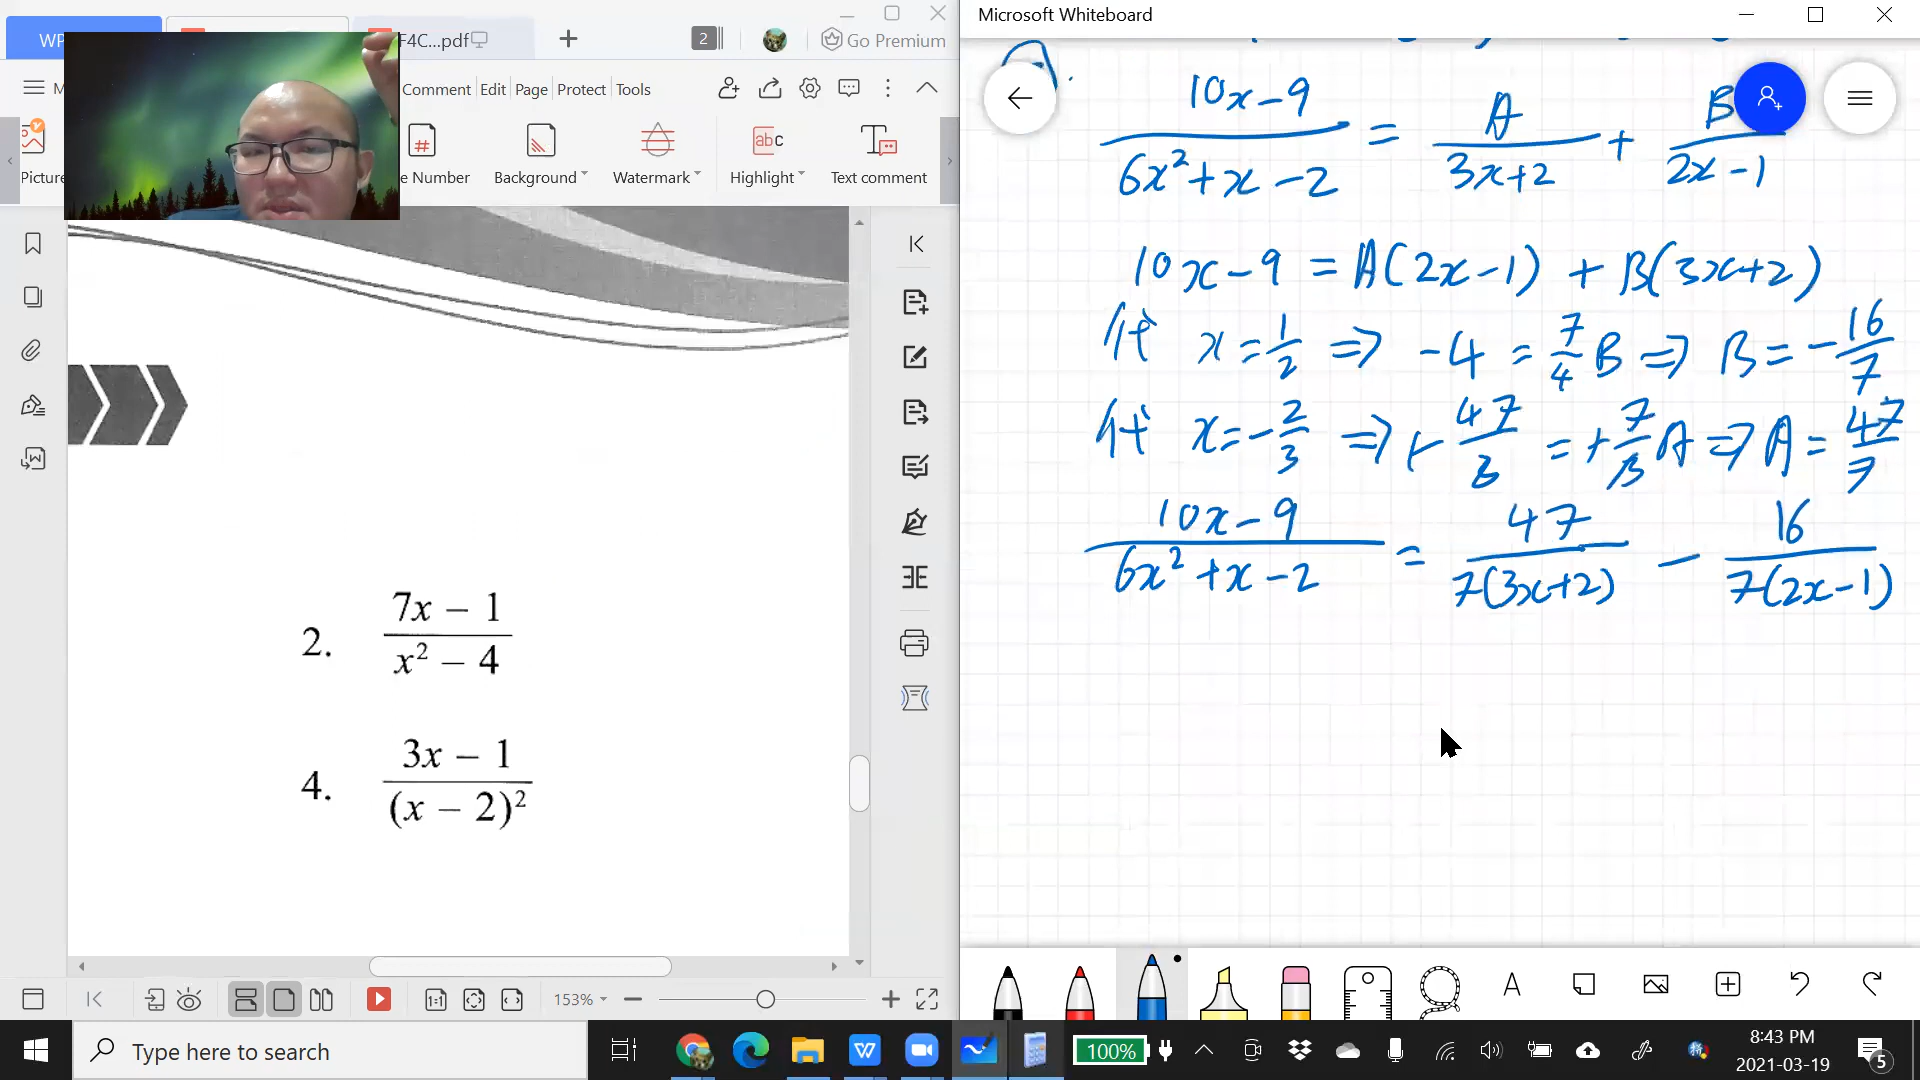 WP
F4C...pdf
2
Go Premium
Comment Edit Page Protect Tools
Picture
e Number
Background
Watermark
Highlight
Text comment
2. (7x − 1)/(x² − 4)
4. (3x − 1)/(x − 2)²
153%
Microsoft Whiteboard
(10x − 9)/(6x² + x − 2) = A/(3x+2) + B/(2x−1)
10x − 9 = A(2x−1) + B(3x+2)
代 x = 1/2 ⇒ −4 = 7/4 B ⇒ B = −16/7
代 x = −2/3 ⇒ + 47/3 = + 7/3 A ⇒ A = 47/7
(10x − 9)/(6x² + x − 2) = 47/7(3x+2) − 16/7(2x−1)
Type here to search
100%
8:43 PM
2021-03-19
5